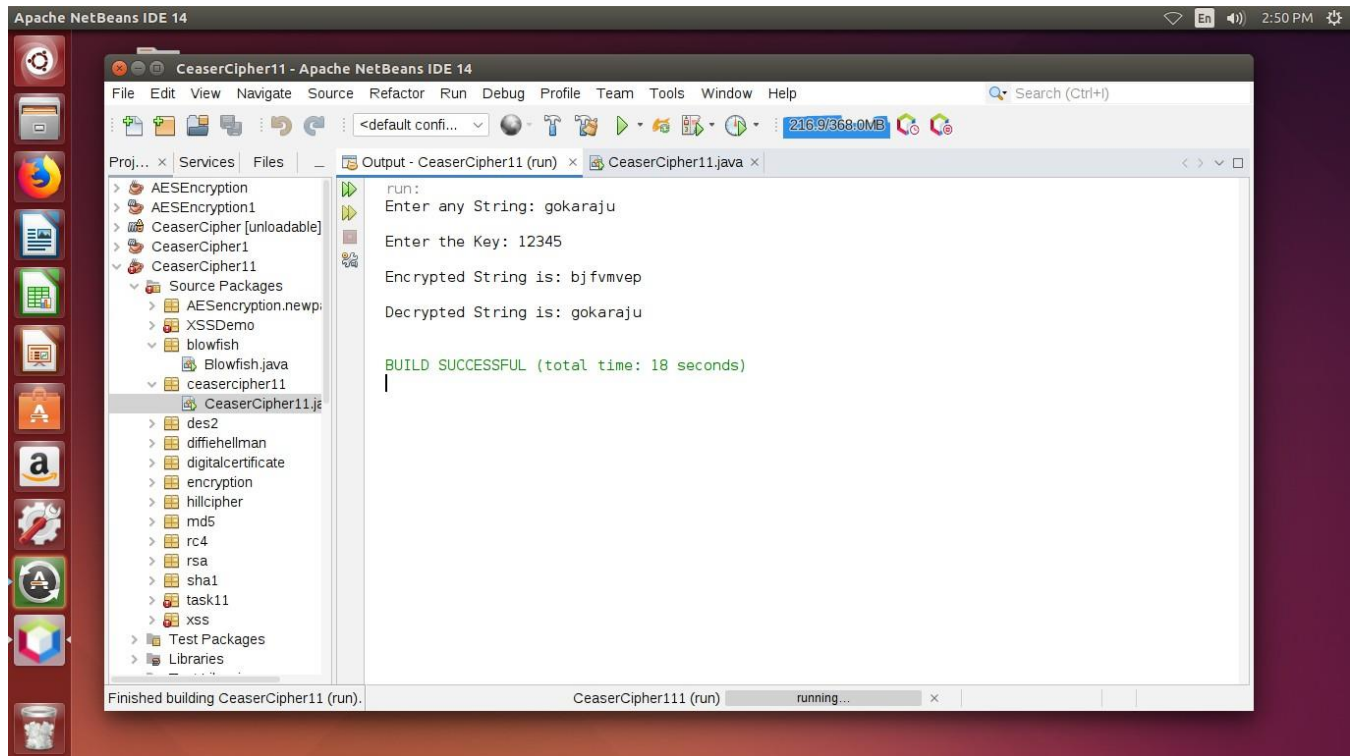 Apache NetBeans IDE 14
En
2:50 PM
CeaserCipher11 - Apache NetBeans IDE 14
File Edit View Navigate Source Refactor Run Debug Profile Team Tools Window Help
Search (Ctrl+I)
<default confi...
216.9/368.0MB
Proj... × Services Files
Output - CeaserCipher11 (run) × CeaserCipher11.java ×
AESEncryption
AESEncryption1
CeaserCipher [unloadable]
CeaserCipher1
CeaserCipher11
Source Packages
AESencryption.newp
XSSDemo
blowfish
Blowfish.java
ceasercipher11
CeaserCipher11.ja
des2
diffiehellman
digitalcertificate
encryption
hillcipher
md5
rc4
rsa
sha1
task11
xss
Test Packages
Libraries
run:
Enter any String: gokaraju
Enter the Key: 12345
Encrypted String is: bjfvmvep
Decrypted String is: gokaraju
BUILD SUCCESSFUL (total time: 18 seconds)
Finished building CeaserCipher11 (run).
CeaserCipher111 (run)
running...